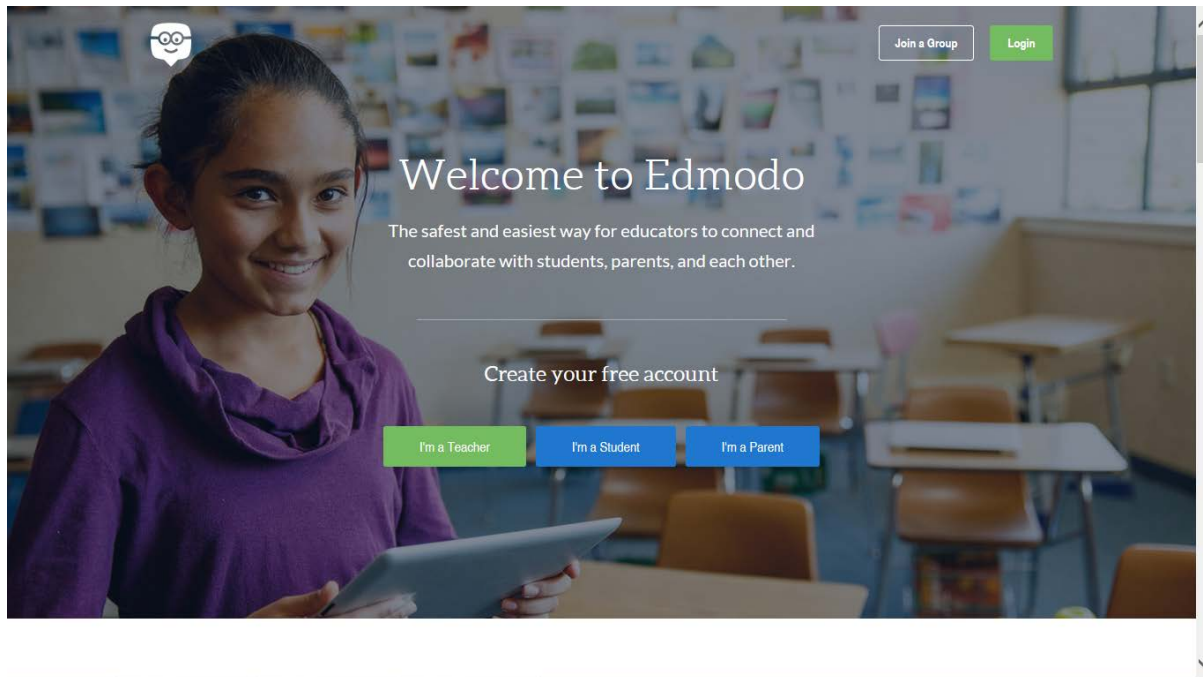 Join a Group
Login
Welcome to Edmodo
The safest and easiest way for educators to connect and
collaborate with students, parents, and each other.
Create your free account
I'm a Teacher
I'm a Student
I'm a Parent